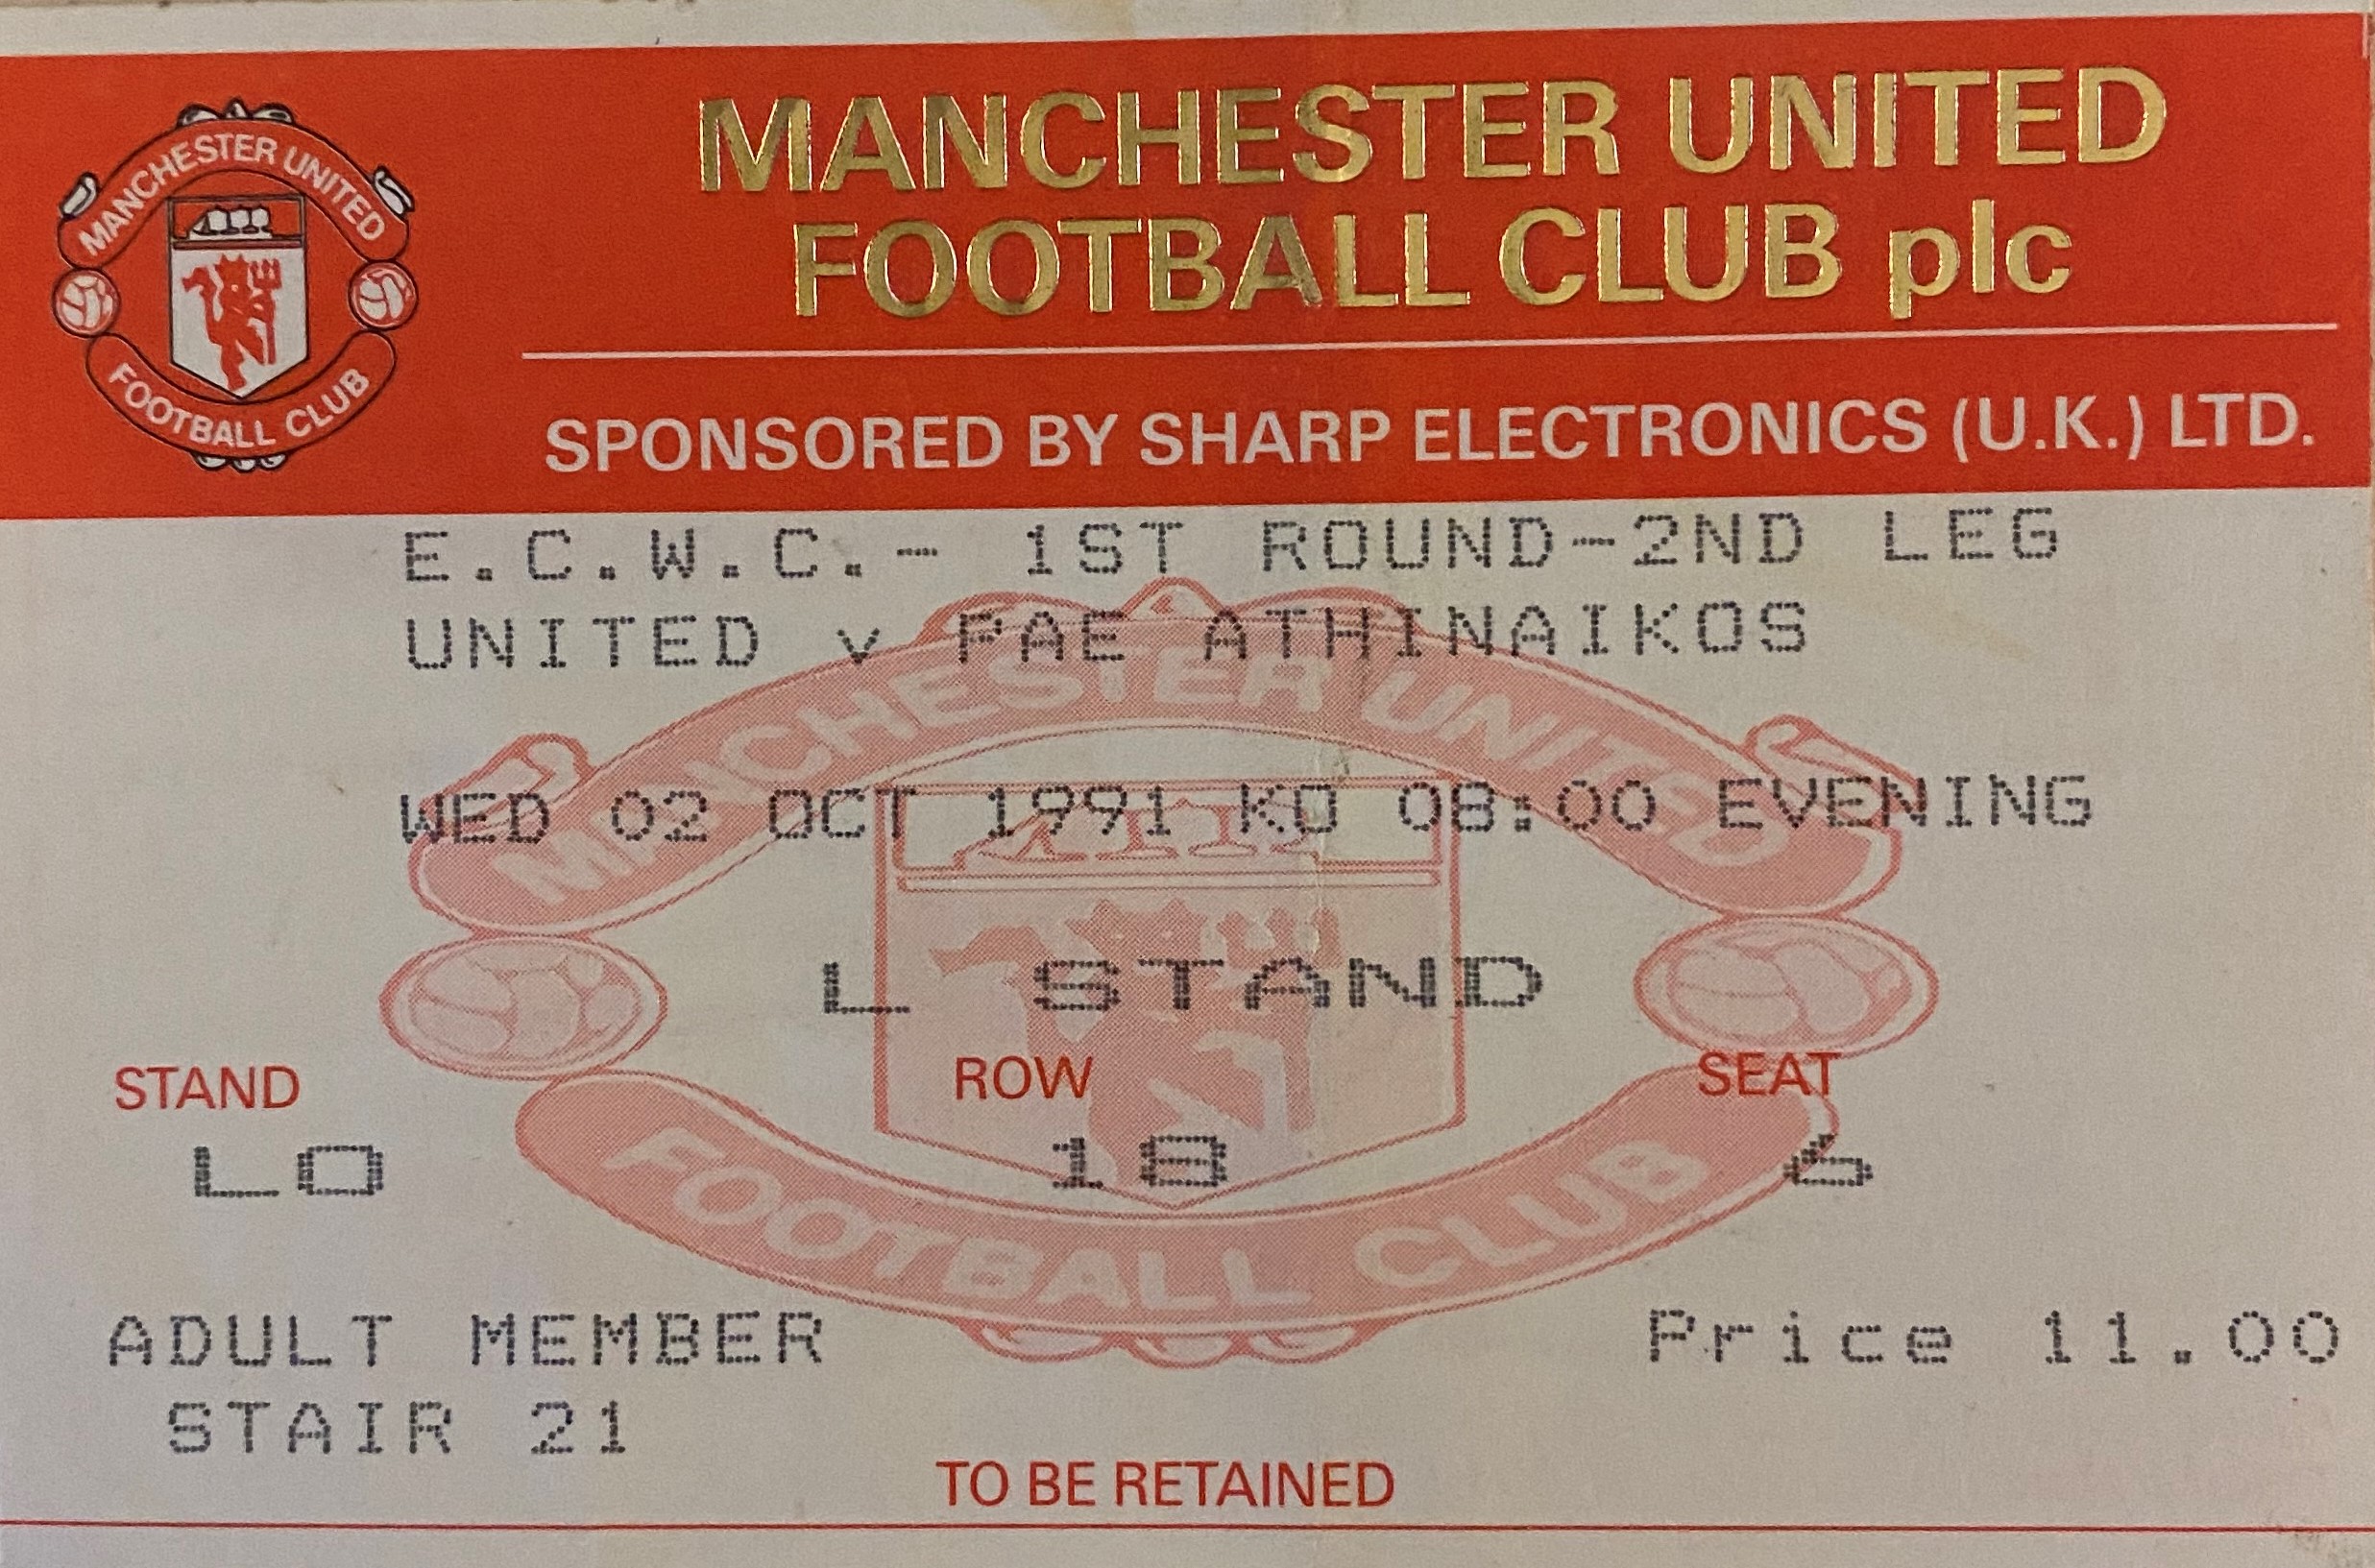 MANCHESTER UNITED
FOOTBALL CLUB
MANCHESTER UNITED
FOOTBALL CLUB plc
SPONSORED BY SHARP ELECTRONICS (U.K.) LTD.
E.C.W.C.- 1ST ROUND-2ND LEG
UNITED v PAE ATHINAIKOS
MANCHESTER UNITED
WED 02 OCT 1991 KO 08:00 EVENING
L STAND
STAND ROW SEAT
LO 18 6
FOOTBALL CLUB
ADULT MEMBER Price 11.00
STAIR 21
TO BE RETAINED